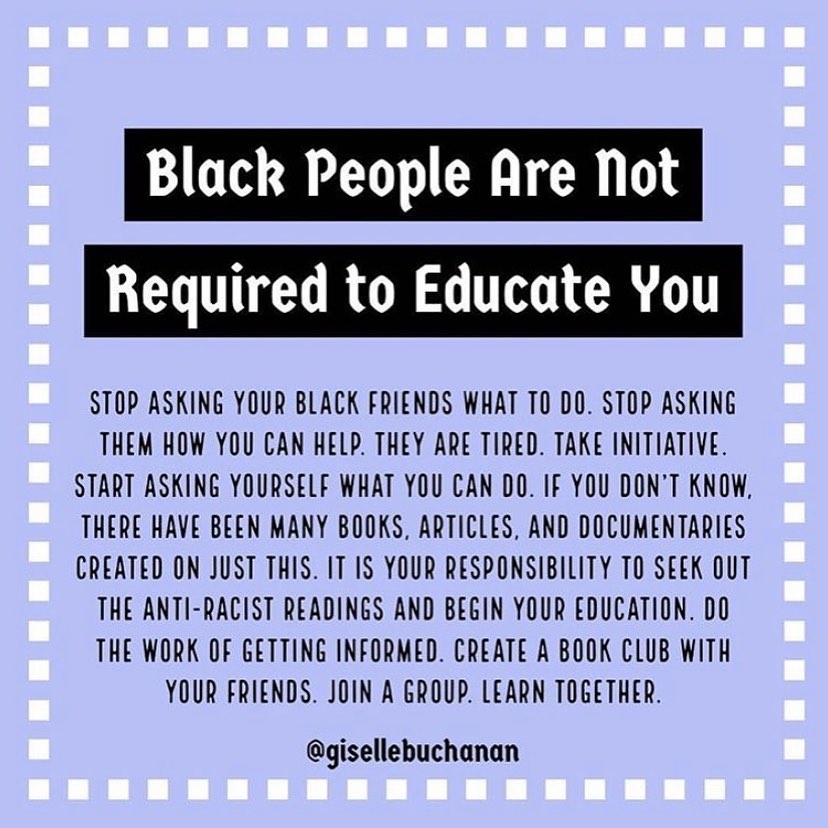 Black People Are Not
Required to Educate You
STOP ASKING YOUR BLACK FRIENDS WHAT TO DO. STOP ASKING
THEM HOW YOU CAN HELP. THEY ARE TIRED. TAKE INITIATIVE.
START ASKING YOURSELF WHAT YOU CAN DO. IF YOU DON'T KNOW,
THERE HAVE BEEN MANY BOOKS, ARTICLES, AND DOCUMENTARIES
CREATED ON JUST THIS. IT IS YOUR RESPONSIBILITY TO SEEK OUT
THE ANTI-RACIST READINGS AND BEGIN YOUR EDUCATION. DO
THE WORK OF GETTING INFORMED. CREATE A BOOK CLUB WITH
YOUR FRIENDS. JOIN A GROUP. LEARN TOGETHER.
@gisellebuchanan